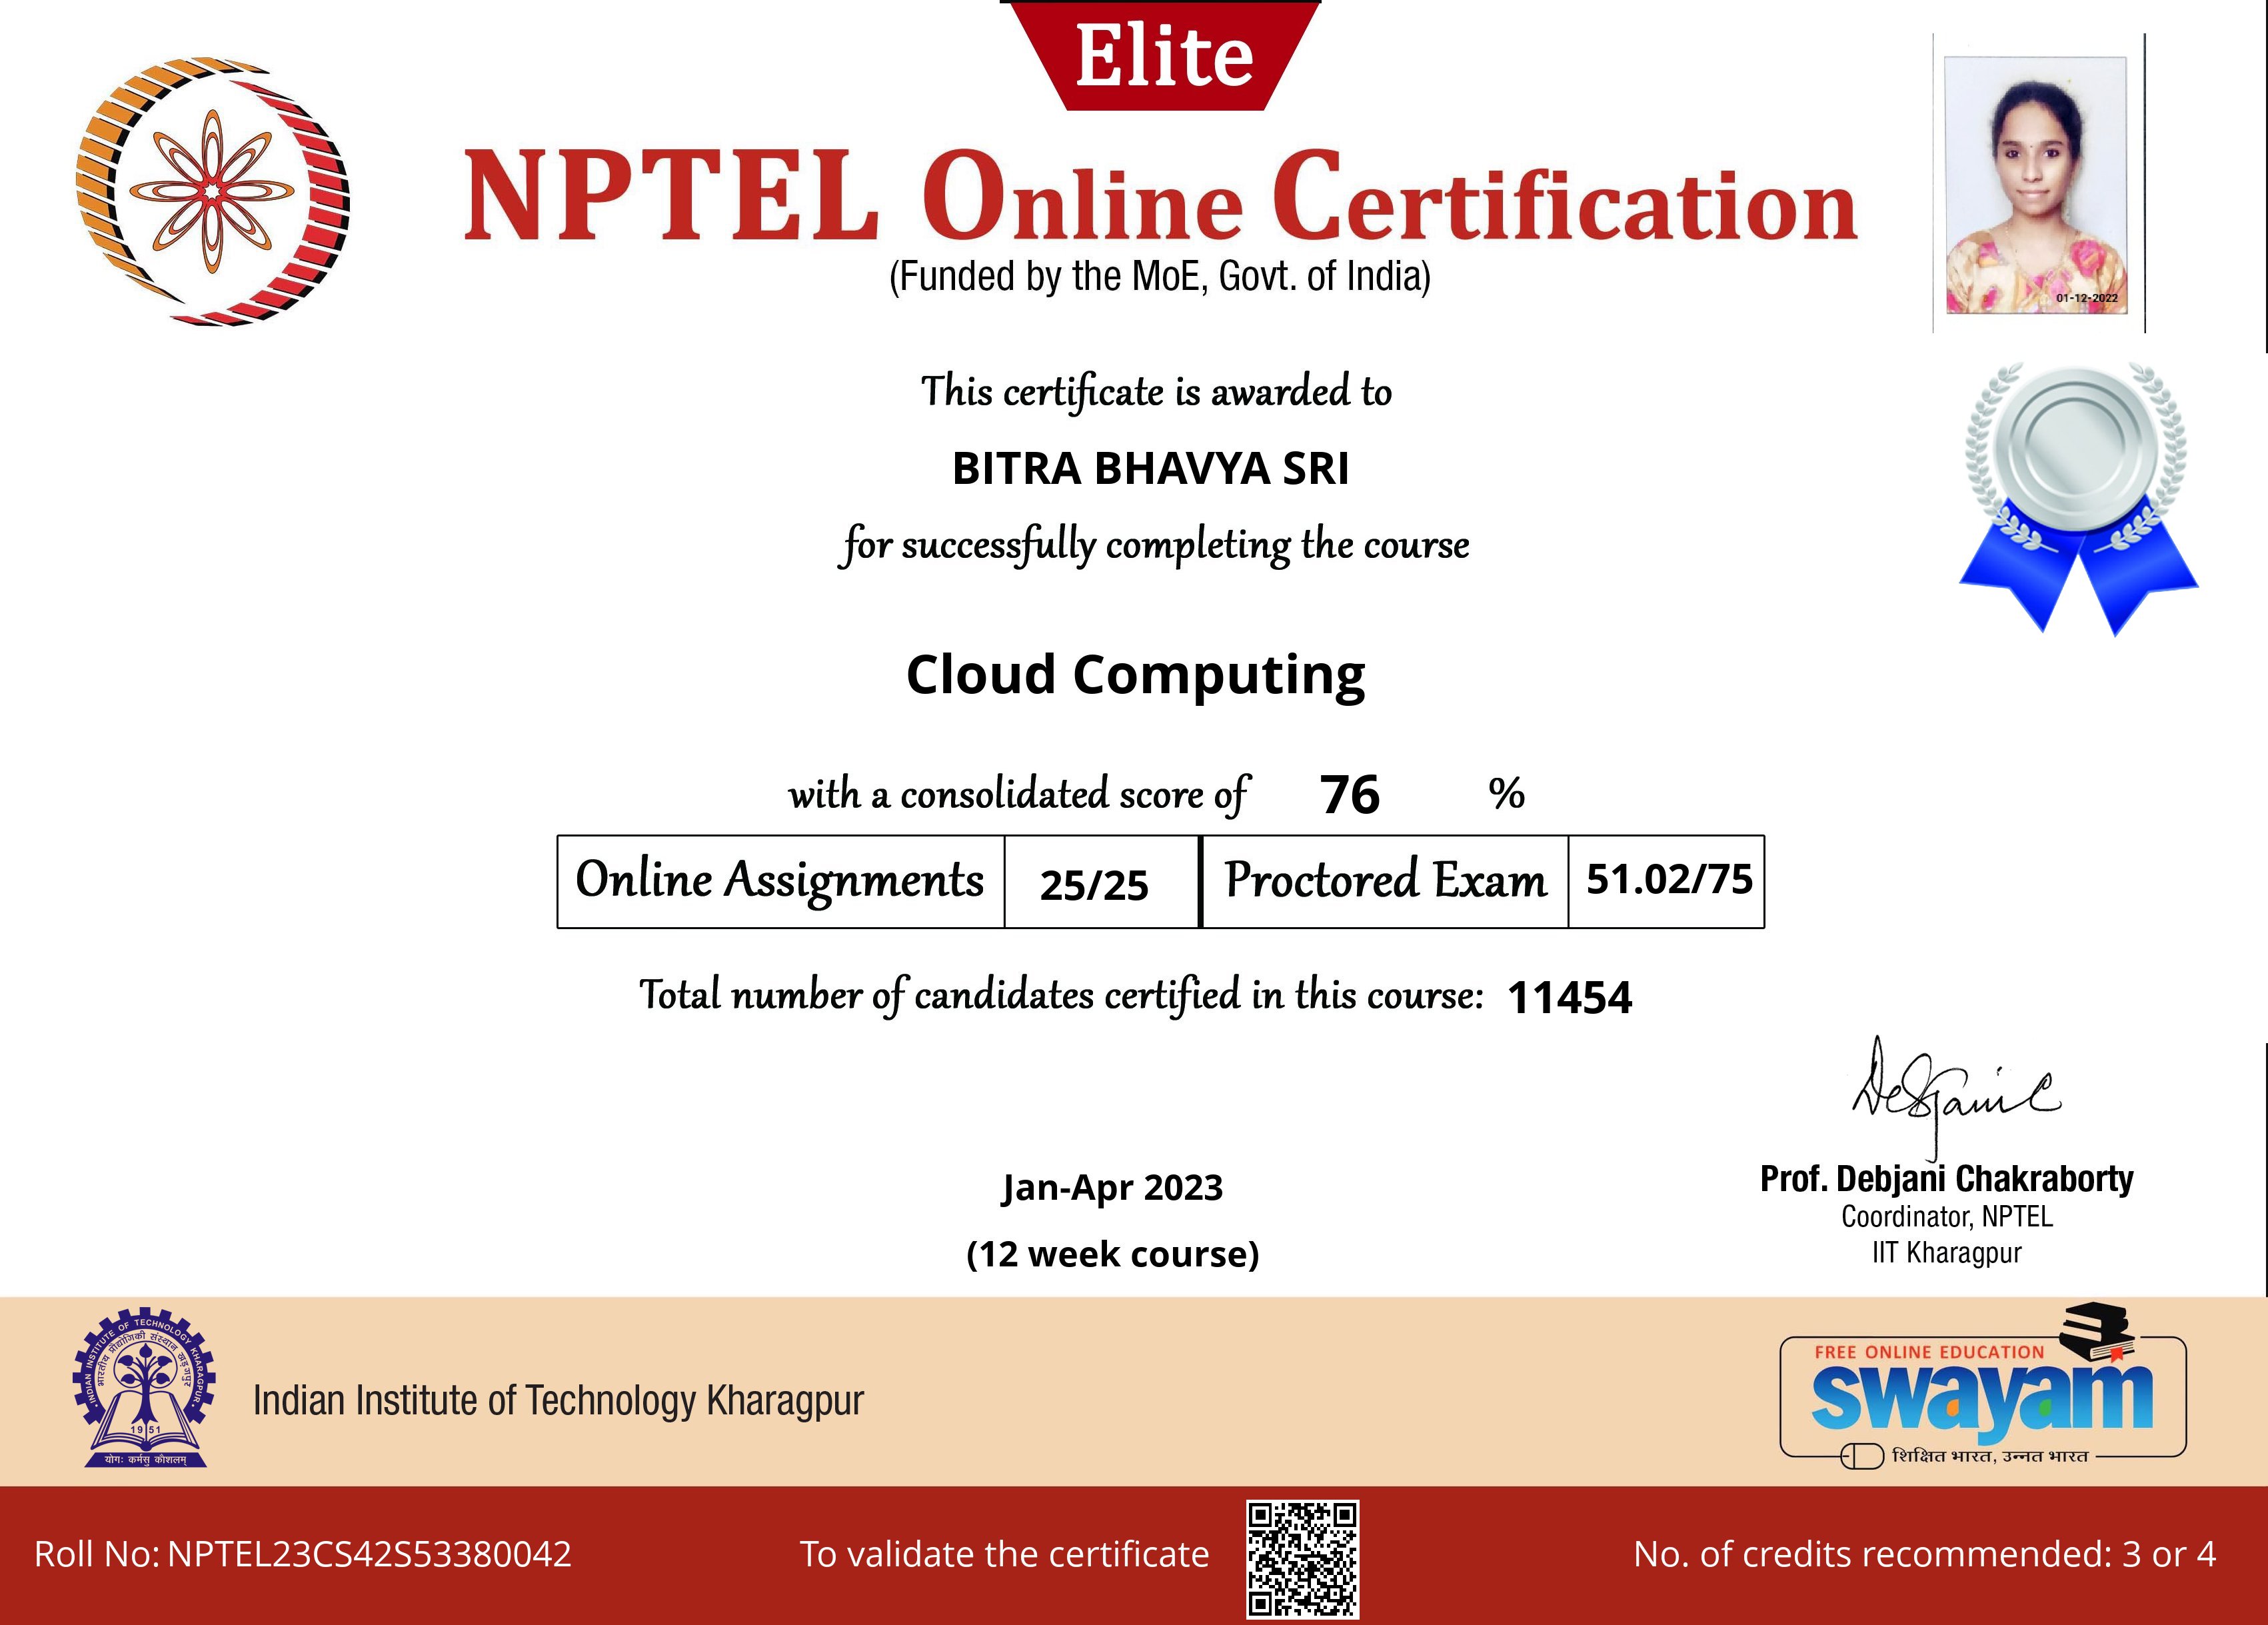 Elite
NPTEL Online Certification
(Funded by the MoE, Govt. of India)
01-12-2022
This certificate is awarded to
BITRA BHAVYA SRI
for successfully completing the course
Cloud Computing
with a consolidated score of 76 %
Online Assignments 25/25 Proctored Exam 51.02/75
Total number of candidates certified in this course: 11454
Prof. Debjani Chakraborty
Coordinator, NPTEL
IIT Kharagpur
Jan-Apr 2023
(12 week course)
INDIAN INSTITUTE OF TECHNOLOGY KHARAGPUR
भारतीय प्रौद्योगिकी संस्थान खड़गपुर
1951
योगः कर्मसु कौशलम्
Indian Institute of Technology Kharagpur
FREE ONLINE EDUCATION
swayam
शिक्षित भारत, उन्नत भारत
Roll No: NPTEL23CS42S53380042
To validate the certificate
No. of credits recommended: 3 or 4